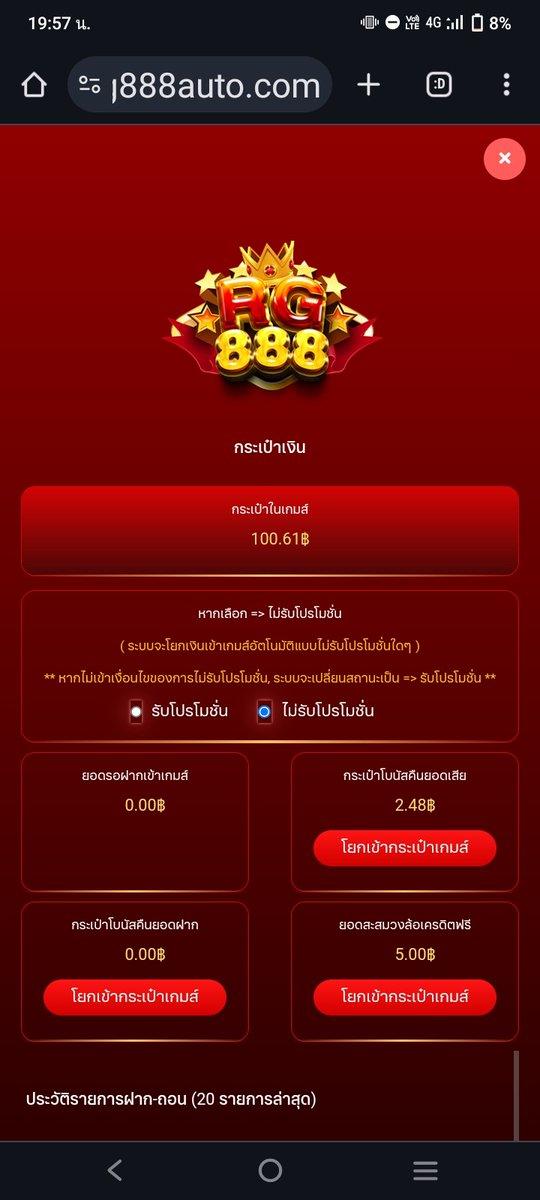 19:57 น.
Vo) LTE 4G 8%
g888auto.com
:D
RG
888
กระเป๋าเงิน
กระเป๋าในเกมส์
100.61฿
หากเลือก => ไม่รับโปรโมชั่น
( ระบบจะโยกเงินเข้าเกมส์อัตโนมัติแบบไม่รับโปรโมชั่นใดๆ )
** หากไม่เข้าเงื่อนไขของการไม่รับโปรโมชั่น, ระบบจะเปลี่ยนสถานะเป็น => รับโปรโมชั่น **
รับโปรโมชั่น ไม่รับโปรโมชั่น
ยอดรอฝากเข้าเกมส์
0.00฿
กระเป๋าโบนัสคืนยอดเสีย
2.48฿
โยกเข้ากระเป๋าเกมส์
กระเป๋าโบนัสคืนยอดฝาก
0.00฿
โยกเข้ากระเป๋าเกมส์
ยอดสะสมวงล้อเครดิตฟรี
5.00฿
โยกเข้ากระเป๋าเกมส์
ประวัติรายการฝาก-ถอน (20 รายการล่าสุด)